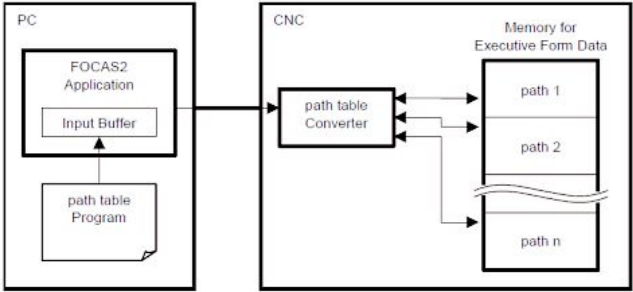 PC
FOCAS2
Application
Input Buffer
path table
Program
CNC
path table
Converter
Memory for
Executive Form Data
path 1
path 2
path n